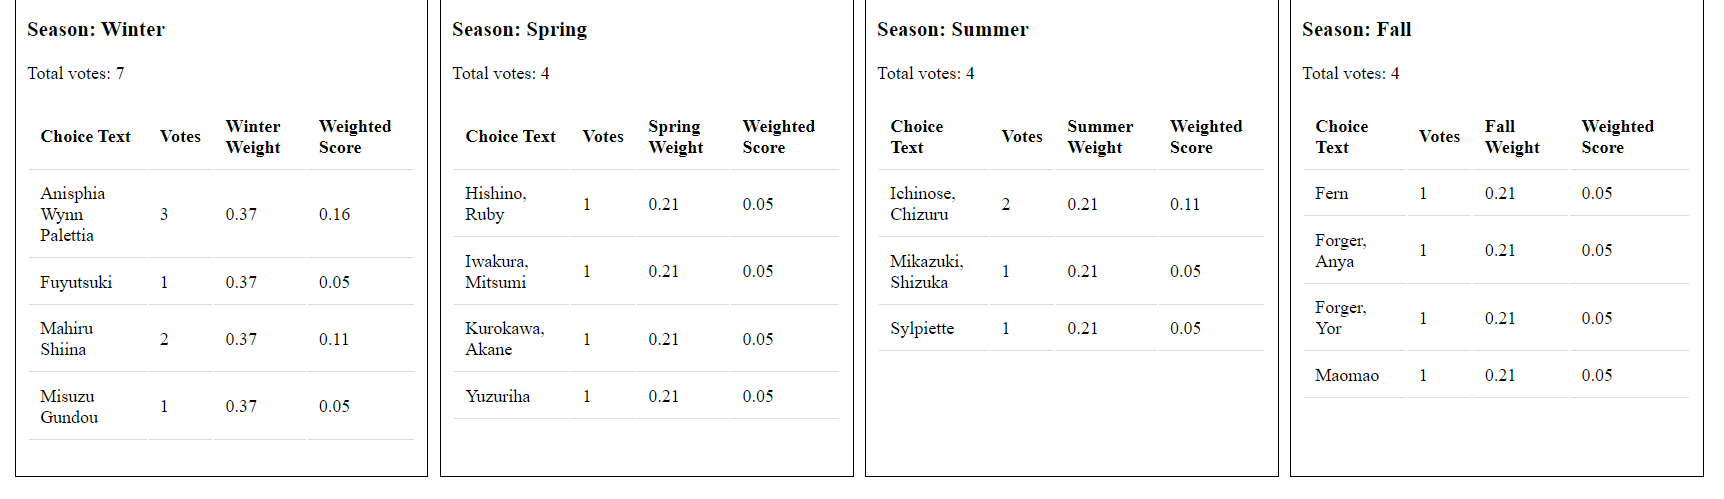 Season: Winter
Total votes: 7
Choice Text Votes Winter Weight Weighted Score
Anisphia Wynn Palettia 3 0.37 0.16
Fuyutsuki 1 0.37 0.05
Mahiru Shiina 2 0.37 0.11
Misuzu Gundou 1 0.37 0.05
Season: Spring
Total votes: 4
Choice Text Votes Spring Weight Weighted Score
Hishino, Ruby 1 0.21 0.05
Iwakura, Mitsumi 1 0.21 0.05
Kurokawa, Akane 1 0.21 0.05
Yuzuriha 1 0.21 0.05
Season: Summer
Total votes: 4
Choice Text Votes Summer Weight Weighted Score
Ichinose, Chizuru 2 0.21 0.11
Mikazuki, Shizuka 1 0.21 0.05
Sylpiette 1 0.21 0.05
Season: Fall
Total votes: 4
Choice Text Votes Fall Weight Weighted Score
Fern 1 0.21 0.05
Forger, Anya 1 0.21 0.05
Forger, Yor 1 0.21 0.05
Maomao 1 0.21 0.05